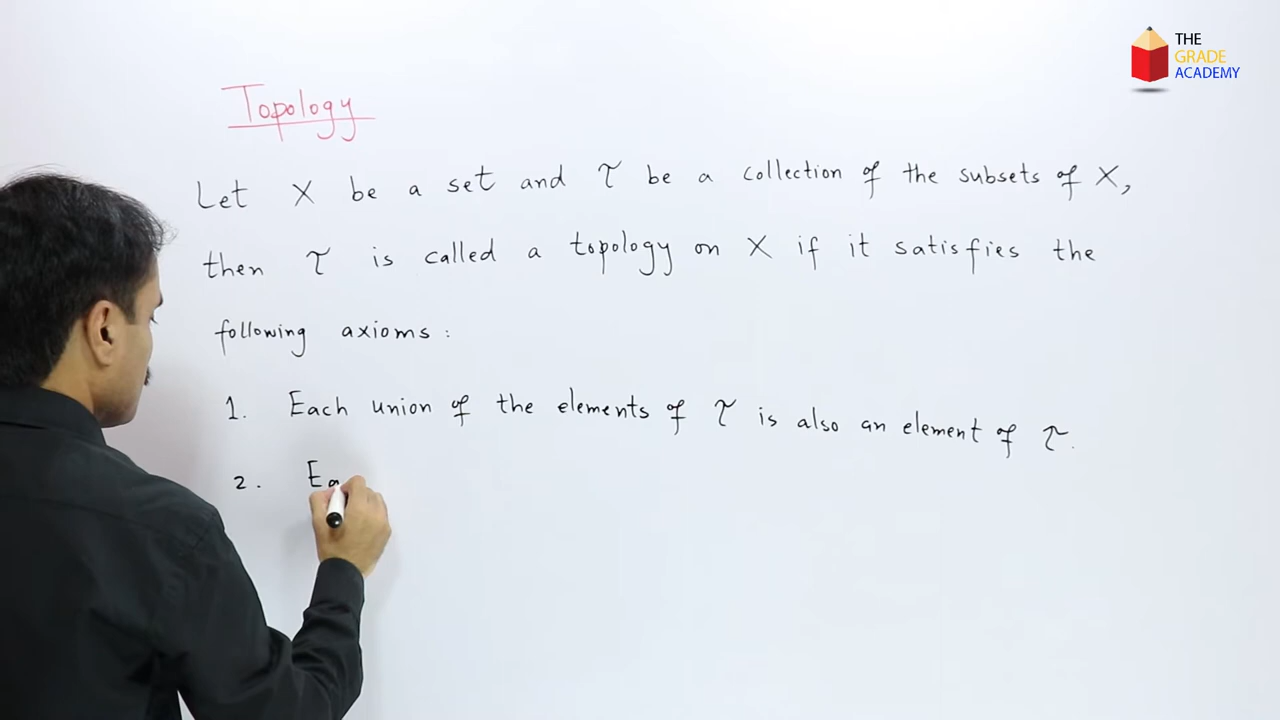 THE
GRADE
ACADEMY
Topology
Let X be a set and τ be a collection of the subsets of X,
then τ is called a topology on X if it satisfies the
following axioms:
1. Each union of the elements of τ is also an element of τ.
2. Ea